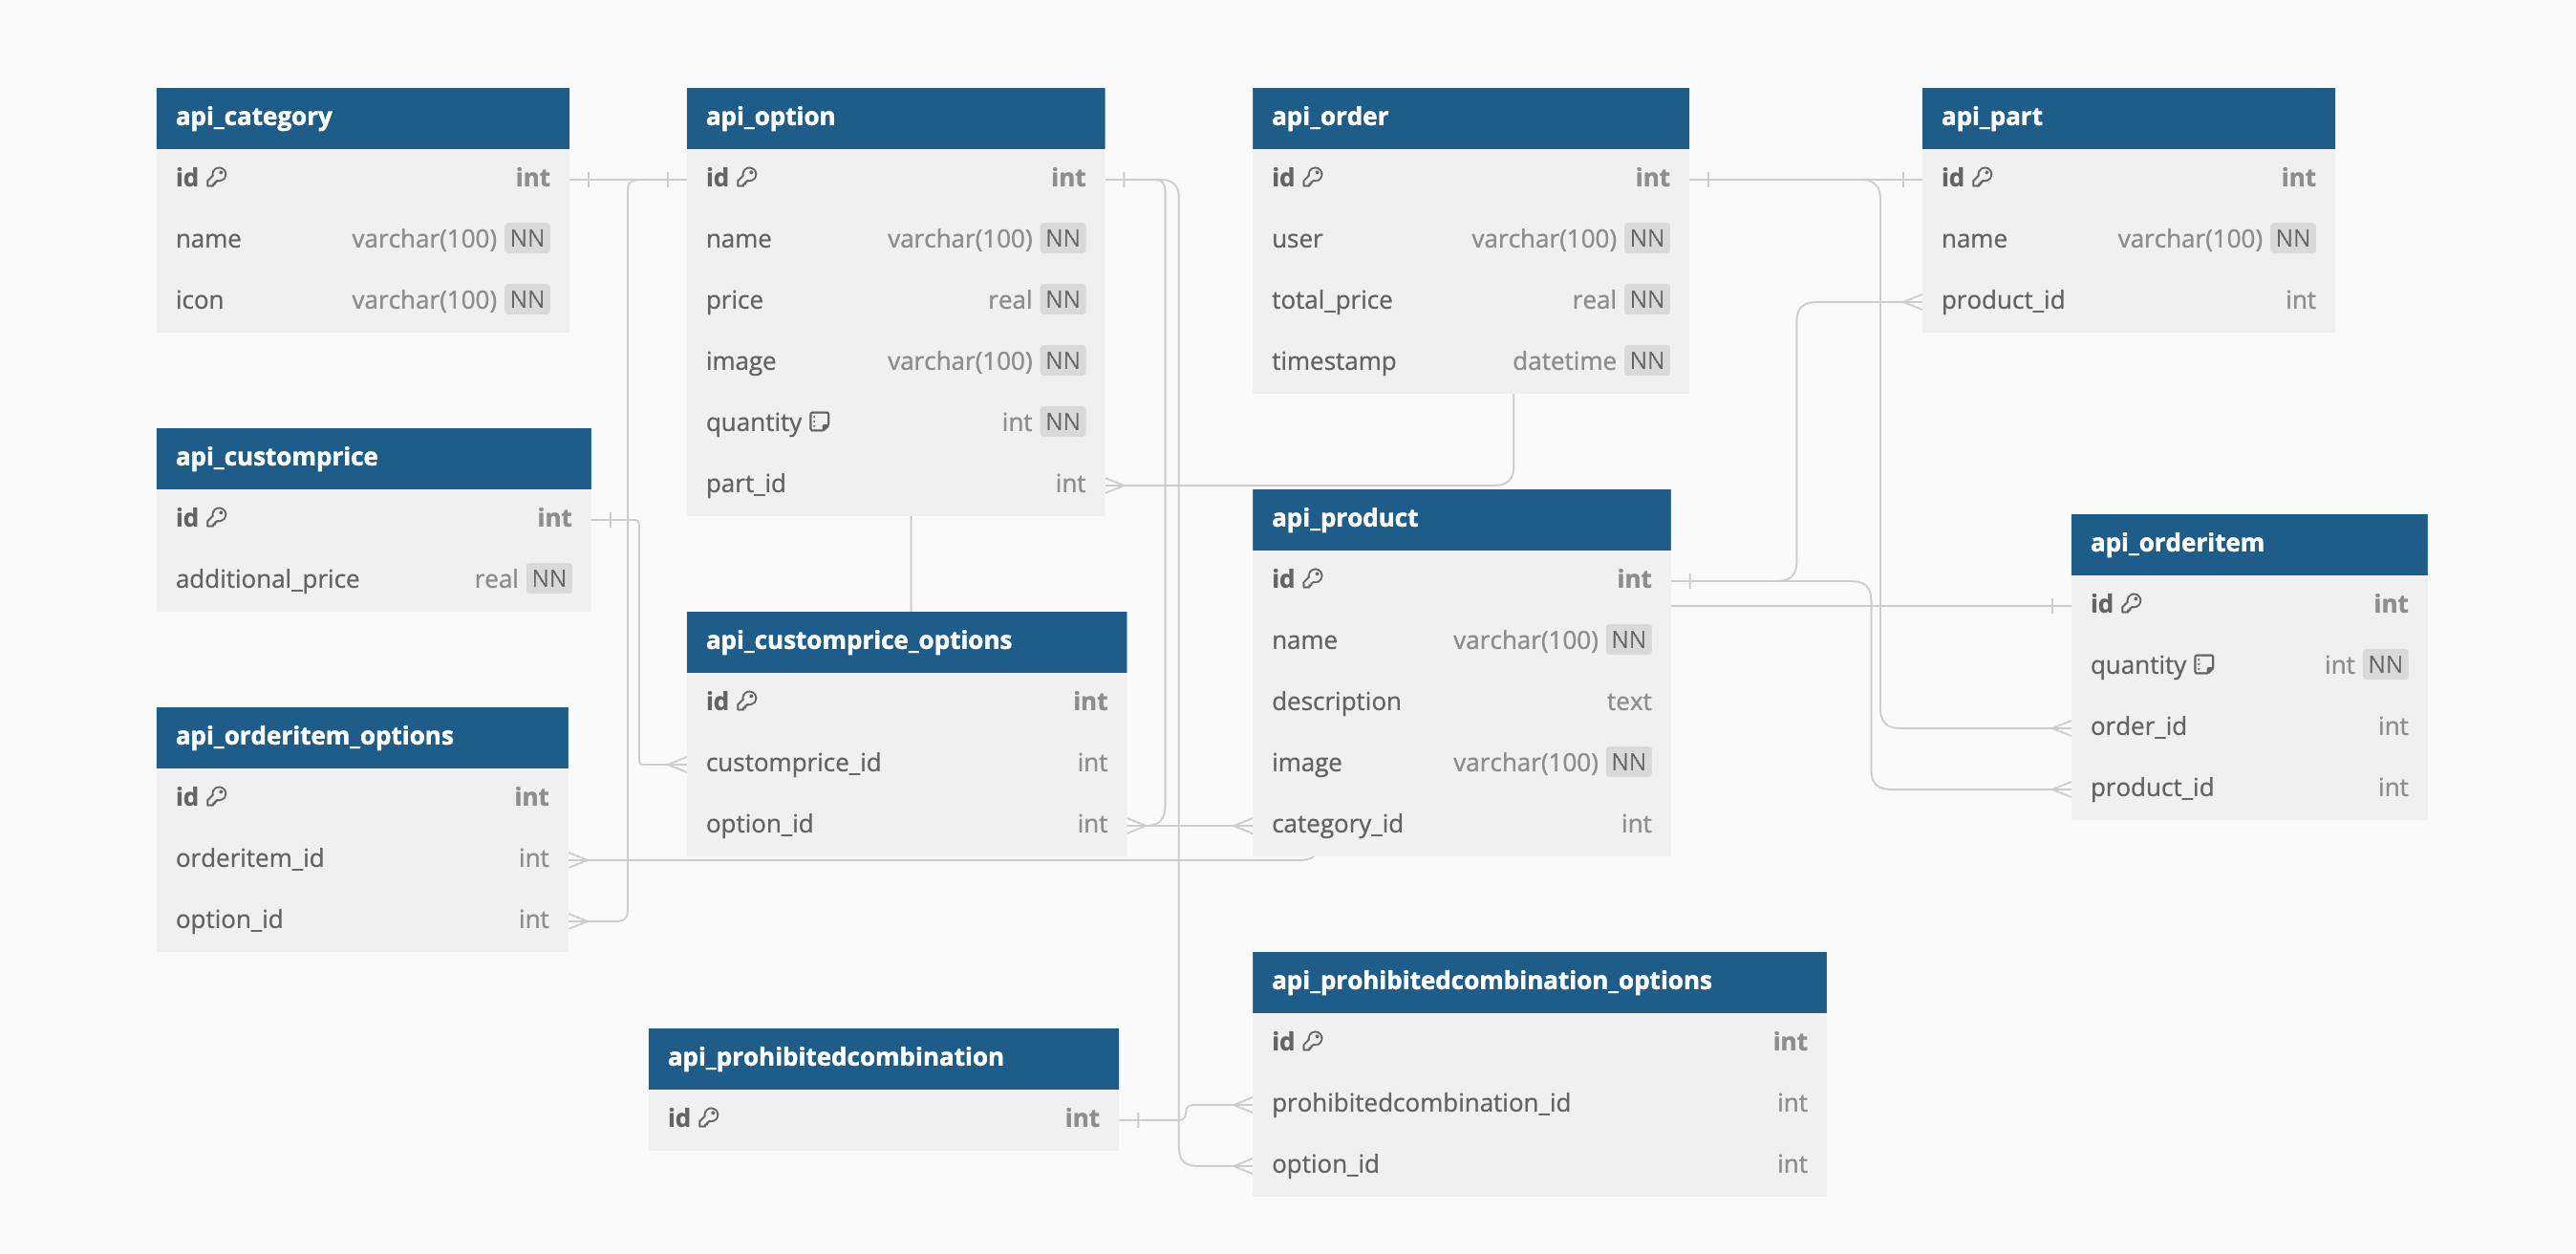 api_category
id int
name varchar(100) NN
icon varchar(100) NN
api_option
id int
name varchar(100) NN
price real NN
image varchar(100) NN
quantity int NN
part_id int
api_order
id int
user varchar(100) NN
total_price real NN
timestamp datetime NN
api_part
id int
name varchar(100) NN
product_id int
api_customprice
id int
additional_price real NN
api_customprice_options
id int
customprice_id int
option_id int
api_product
id int
name varchar(100) NN
description text
image varchar(100) NN
category_id int
api_orderitem
id int
quantity int NN
order_id int
product_id int
api_orderitem_options
id int
orderitem_id int
option_id int
api_prohibitedcombination
id int
api_prohibitedcombination_options
id int
prohibitedcombination_id int
option_id int